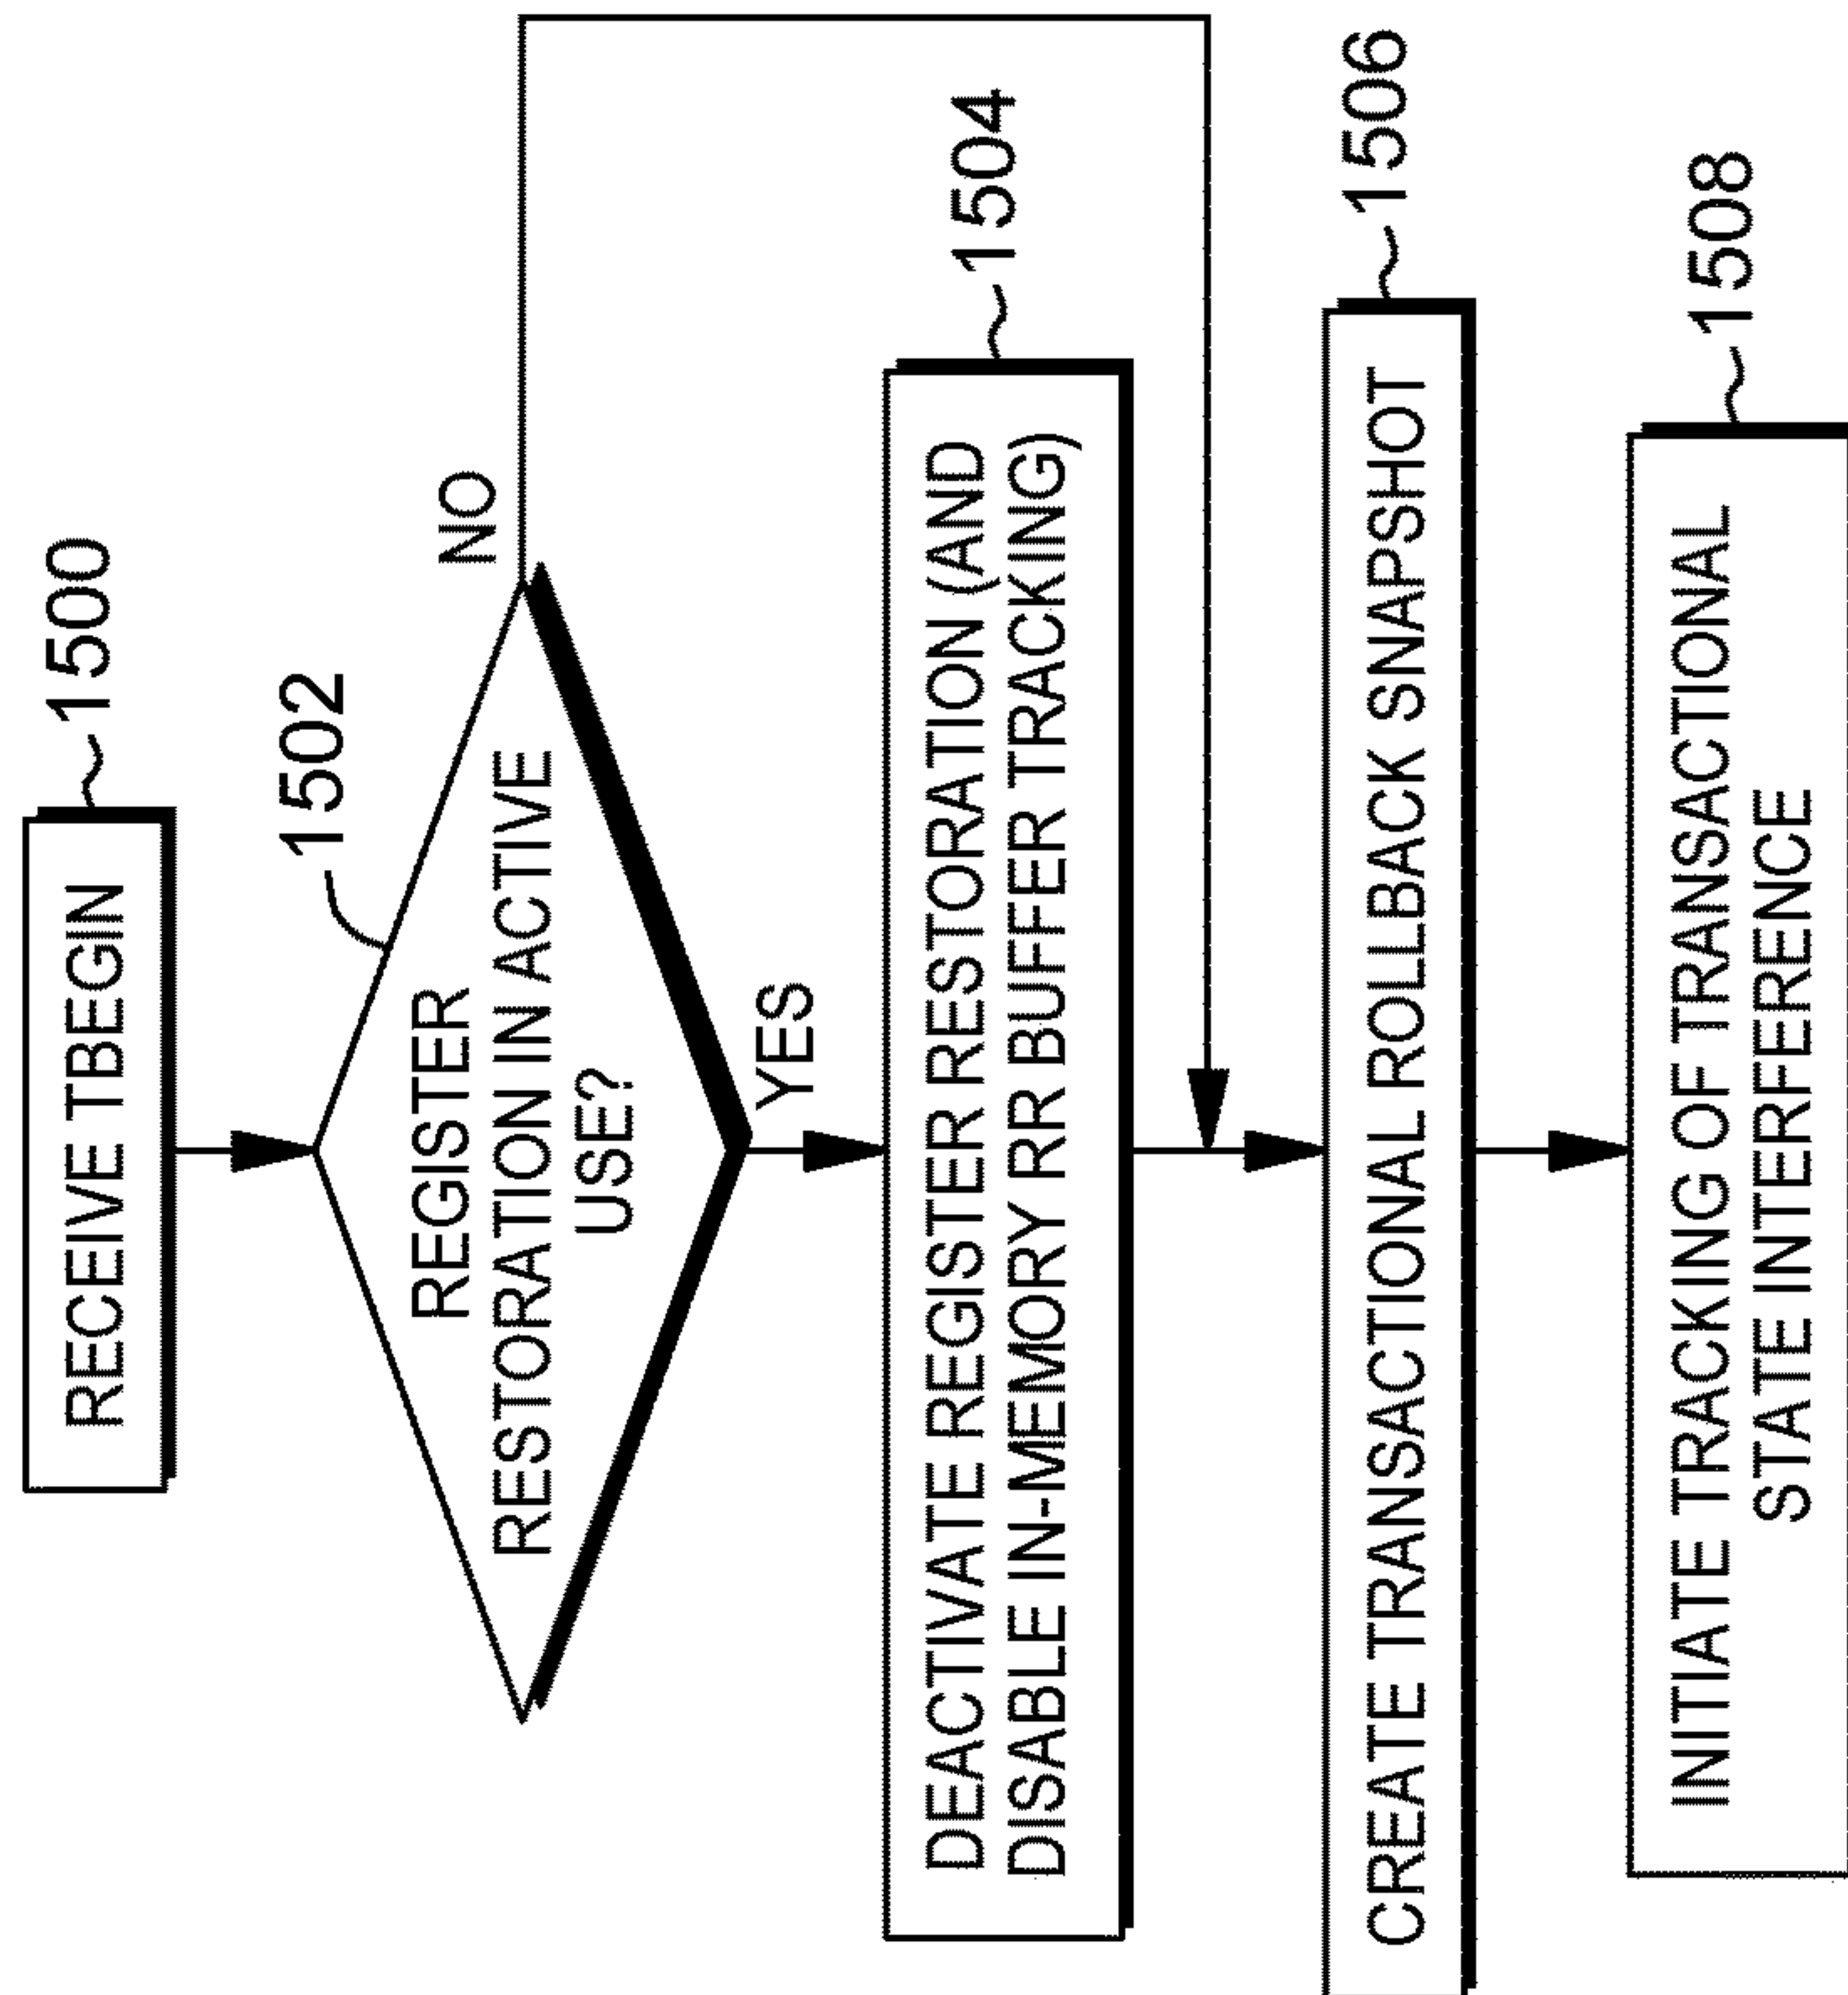 RECEIVE TBEGIN
1500
REGISTER
RESTORATION IN ACTIVE
USE?
1502
NO
YES
DEACTIVATE REGISTER RESTORATION (AND
DISABLE IN-MEMORY RR BUFFER TRACKING)
1504
CREATE TRANSACTIONAL ROLLBACK SNAPSHOT
1506
INITIATE TRACKING OF TRANSACTIONAL
STATE INTERFERENCE
1508